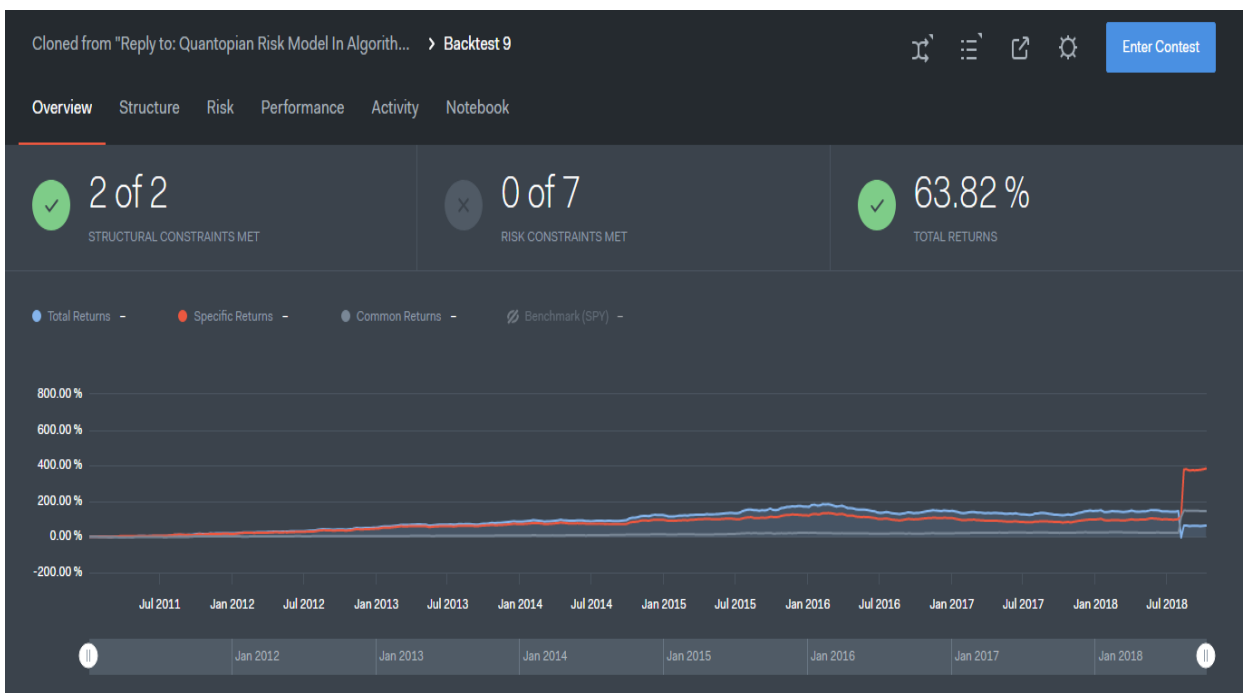 Cloned from "Reply to: Quantopian Risk Model In Algorith... › Backtest 9
Enter Contest
Overview Structure Risk Performance Activity Notebook
2 of 2
STRUCTURAL CONSTRAINTS MET
0 of 7
RISK CONSTRAINTS MET
63.82 %
TOTAL RETURNS
Total Returns – Specific Returns – Common Returns – Benchmark (SPY) –
800.00 %
600.00 %
400.00 %
200.00 %
0.00 %
-200.00 %
Jul 2011 Jan 2012 Jul 2012 Jan 2013 Jul 2013 Jan 2014 Jul 2014 Jan 2015 Jul 2015 Jan 2016 Jul 2016 Jan 2017 Jul 2017 Jan 2018 Jul 2018
Jan 2012 Jan 2013 Jan 2014 Jan 2015 Jan 2016 Jan 2017 Jan 2018